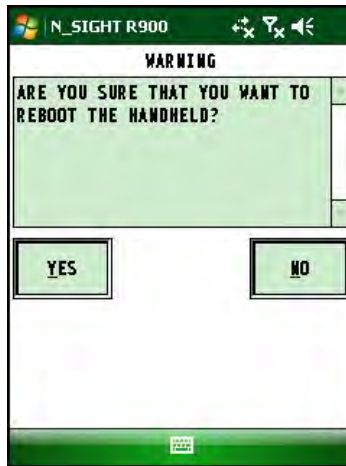 N_SIGHT R900
WARNING
ARE YOU SURE THAT YOU WANT TO
REBOOT THE HANDHELD?
YES
NO